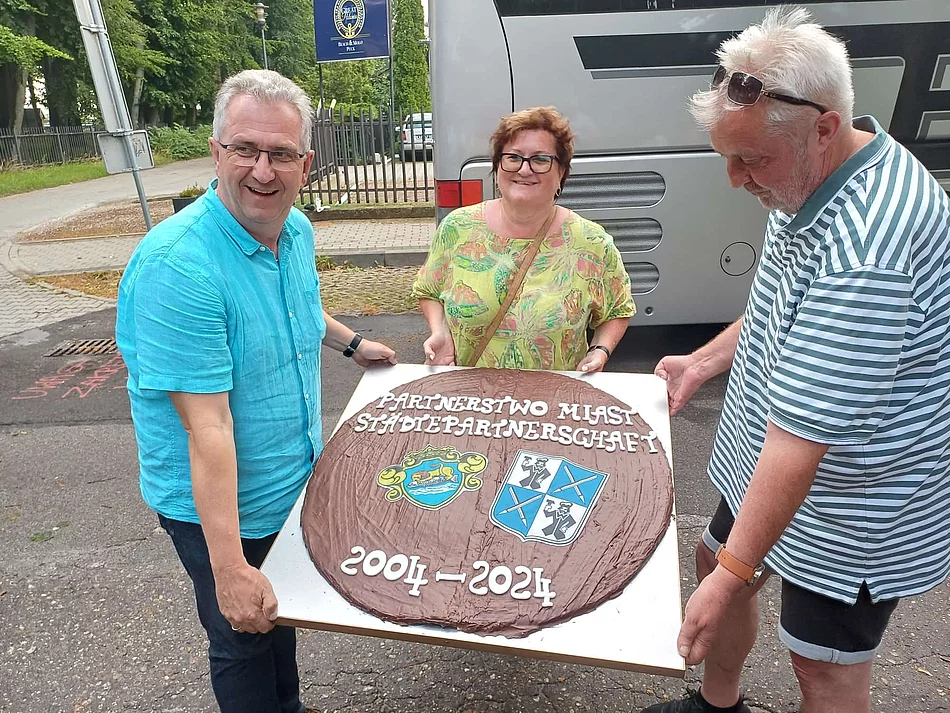 PARTNERSTWO MIAST
STÄDTEPARTNERSCHAFT
2004 – 2024